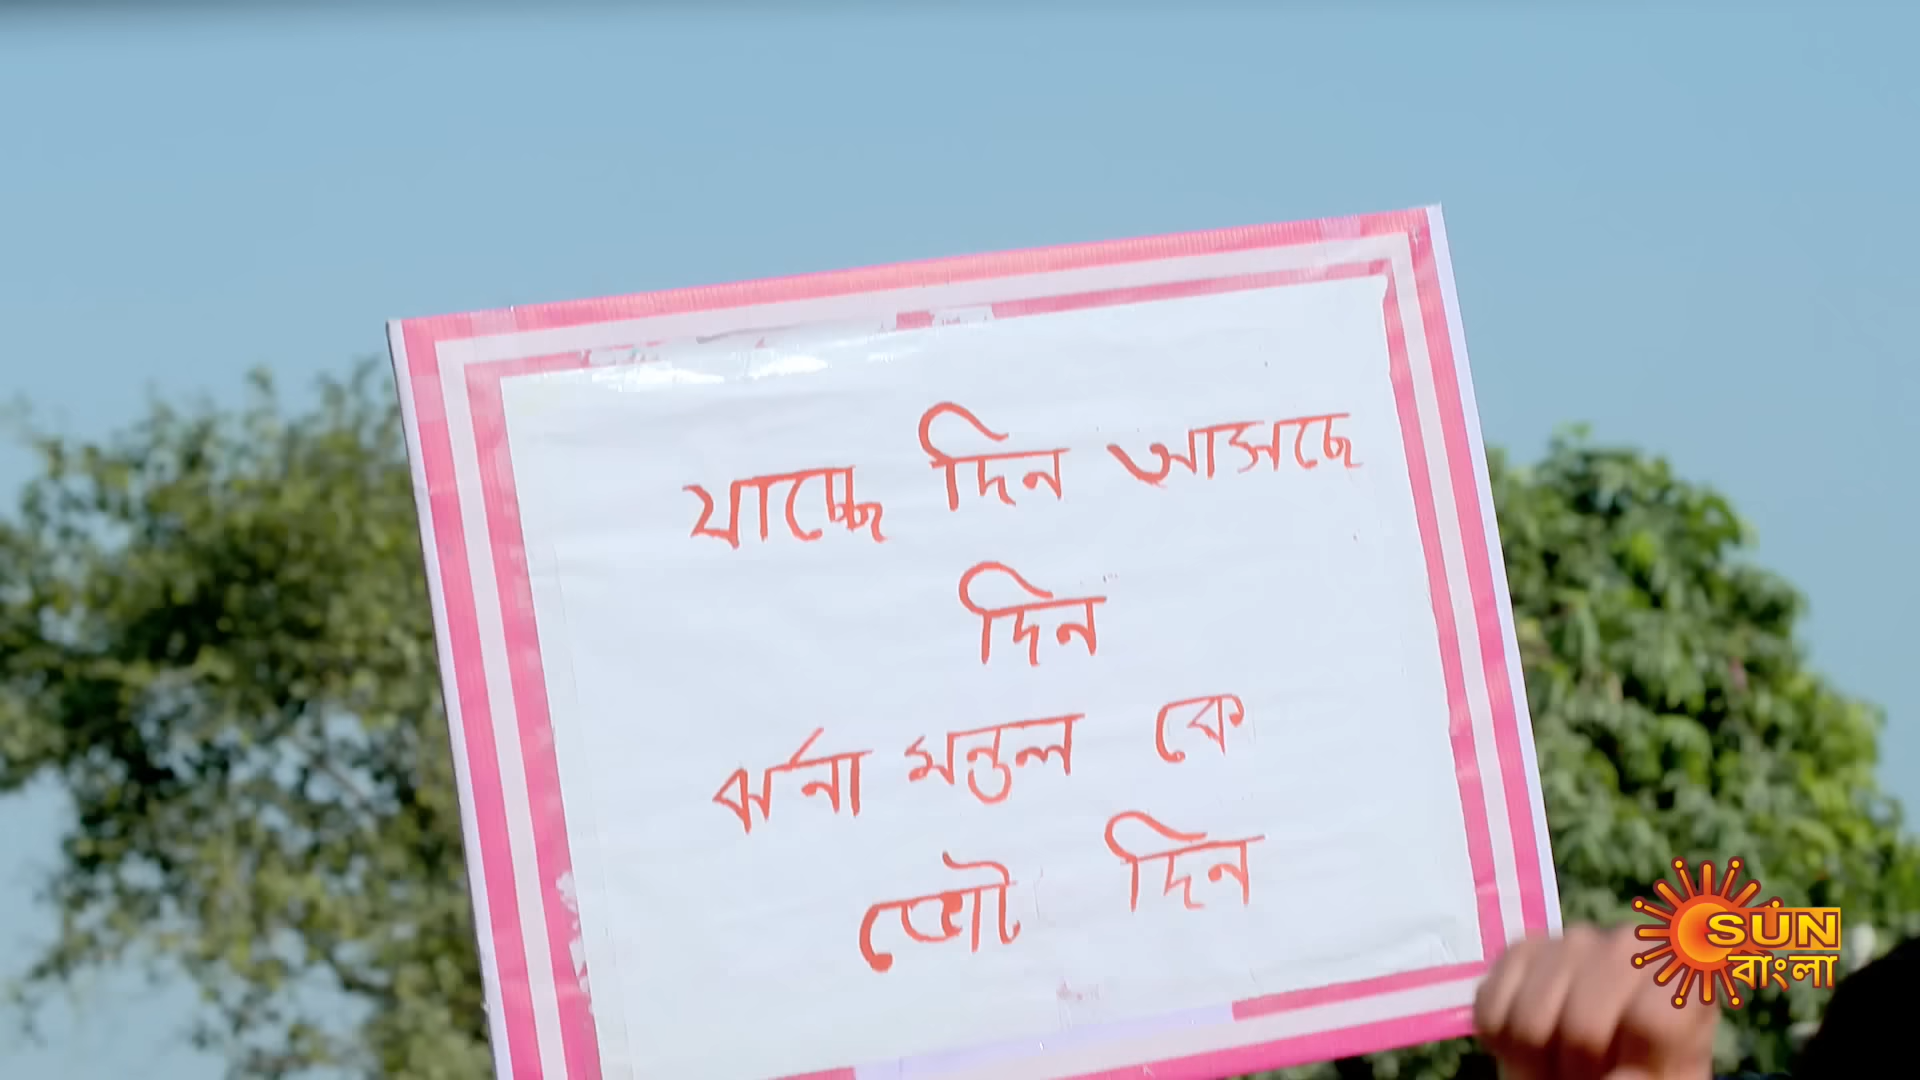 যাচ্ছে দিন আসছে
দিন
ঝর্না মন্ডল কে
ভোট দিন
SUN
বাংলা